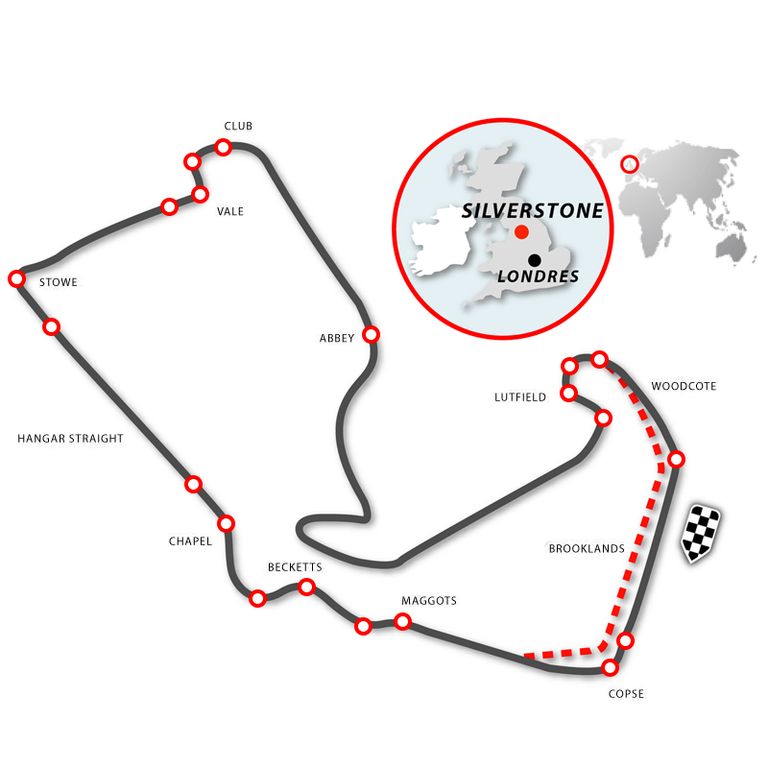 CLUB
SILVERSTONE
VALE
LONDRES
STOWE
ABBEY
WOODCOTE
LUTFIELD
HANGAR STRAIGHT
CHAPEL
BROOKLANDS
BECKETTS
MAGGOTS
COPSE